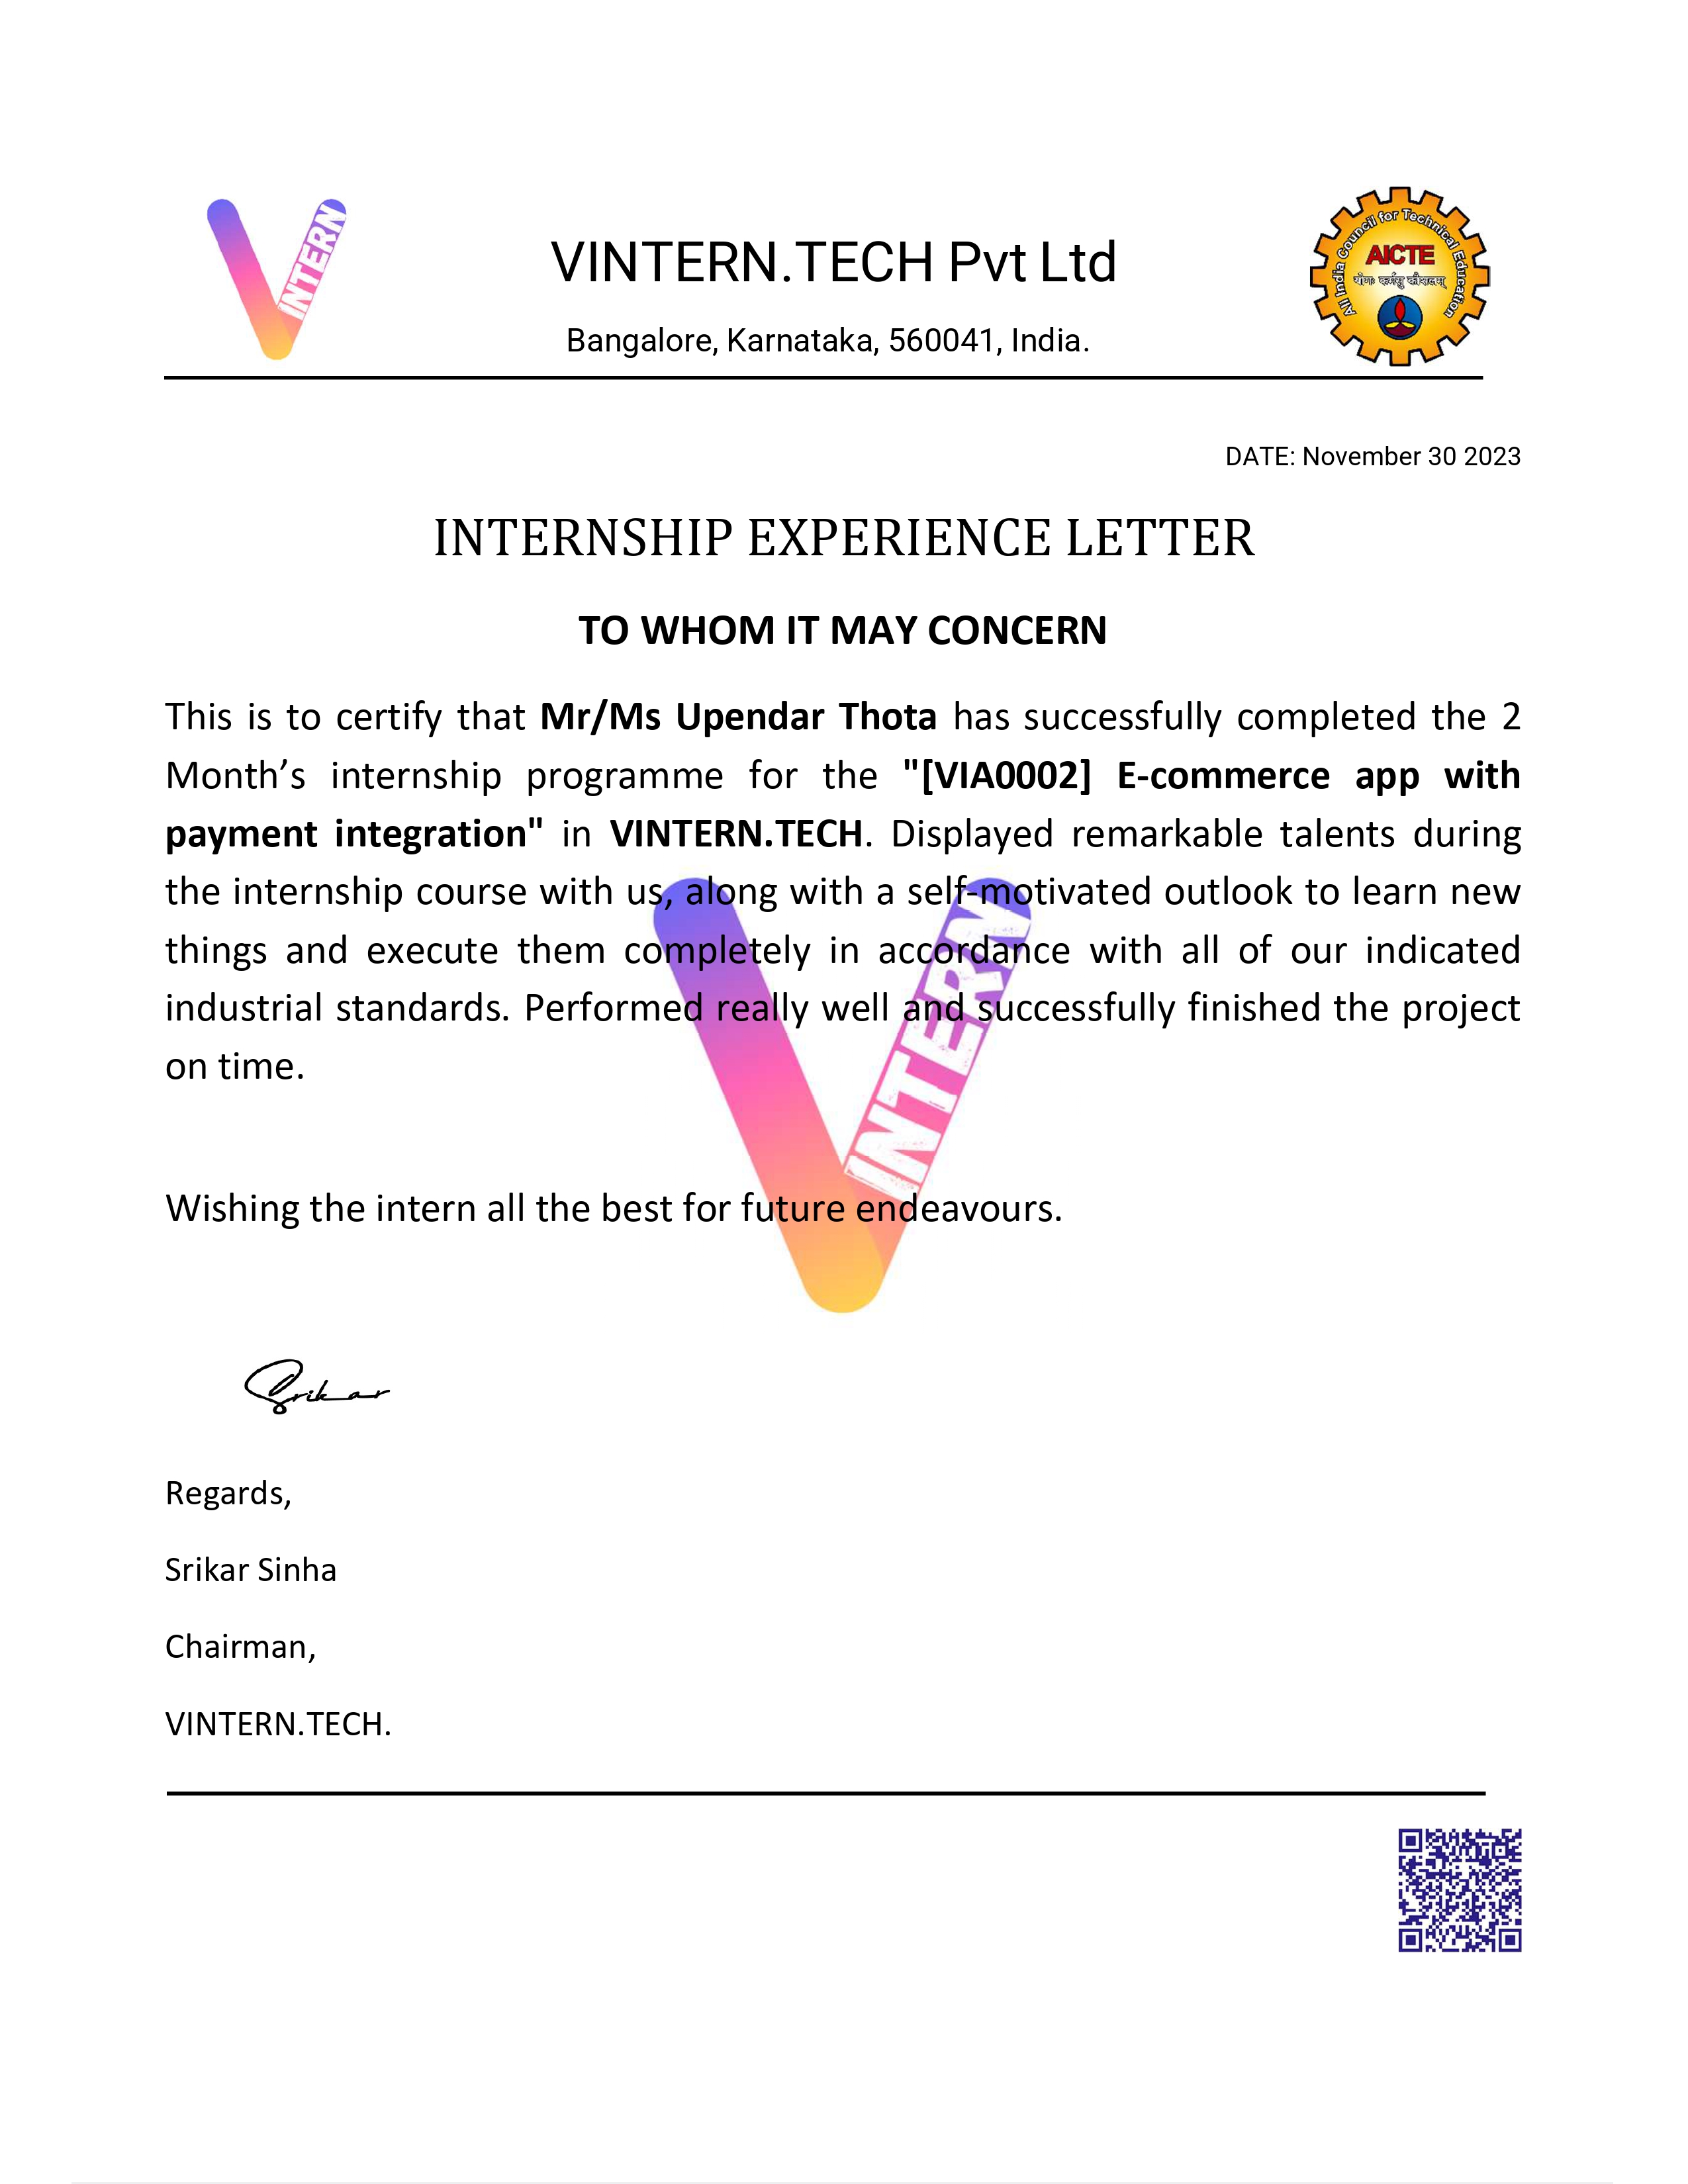 INTERN
VINTERN.TECH Pvt Ltd
Bangalore, Karnataka, 560041, India.
All India Council for Technical Education
AICTE
योगः कर्मसु कौशलम्
DATE: November 30 2023
INTERNSHIP EXPERIENCE LETTER
TO WHOM IT MAY CONCERN
This is to certify that Mr/Ms Upendar Thota has successfully completed the 2
Month’s internship programme for the "[VIA0002] E-commerce app with
payment integration" in VINTERN.TECH. Displayed remarkable talents during
the internship course with us, along with a self-motivated outlook to learn new
things and execute them completely in accordance with all of our indicated
industrial standards. Performed really well and successfully finished the project
on time.
INTERN
Wishing the intern all the best for future endeavours.
Srikar
Regards,
Srikar Sinha
Chairman,
VINTERN.TECH.